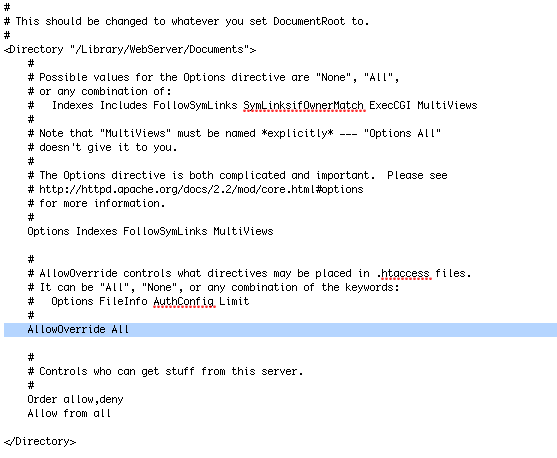 #
# This should be changed to whatever you set DocumentRoot to.
#
<Directory "/Library/WebServer/Documents">
    #
    # Possible values for the Options directive are "None", "All",
    # or any combination of:
    #   Indexes Includes FollowSymLinks SymLinksifOwnerMatch ExecCGI MultiViews
    #
    # Note that "MultiViews" must be named *explicitly* --- "Options All"
    # doesn't give it to you.
    #
    # The Options directive is both complicated and important.  Please see
    # http://httpd.apache.org/docs/2.2/mod/core.html#options
    # for more information.
    #
    Options Indexes FollowSymLinks MultiViews

    #
    # AllowOverride controls what directives may be placed in .htaccess files.
    # It can be "All", "None", or any combination of the keywords:
    #   Options FileInfo AuthConfig Limit
    #
    AllowOverride All

    #
    # Controls who can get stuff from this server.
    #
    Order allow,deny
    Allow from all

</Directory>